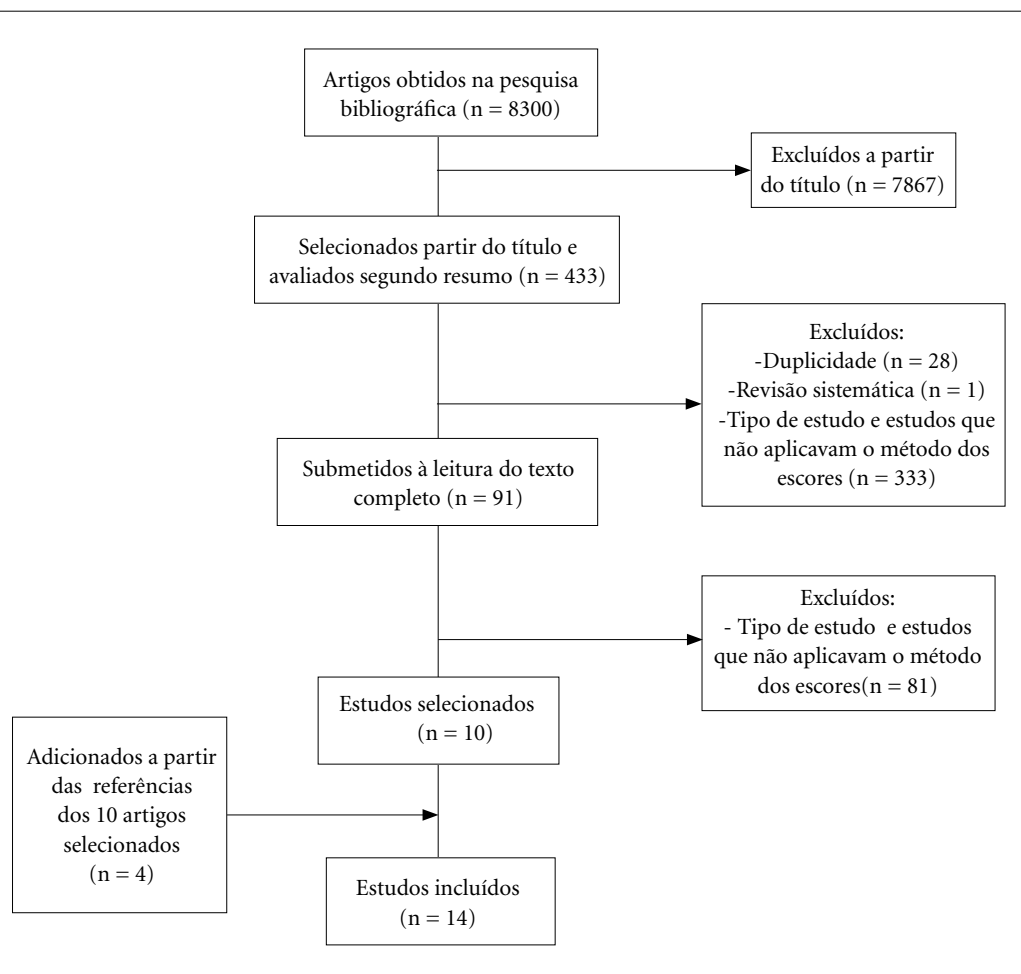 Artigos obtidos na pesquisa
bibliográfica (n = 8300)
Excluídos a partir
do título (n = 7867)
Selecionados partir do título e
avaliados segundo resumo (n = 433)
Excluídos:
-Duplicidade (n = 28)
-Revisão sistemática (n = 1)
-Tipo de estudo e estudos que
não aplicavam o método dos
escores (n = 333)
Submetidos à leitura do texto
completo (n = 91)
Excluídos:
- Tipo de estudo e estudos
que não aplicavam o método
dos escores(n = 81)
Estudos selecionados
(n = 10)
Adicionados a partir
das referências
dos 10 artigos
selecionados
(n = 4)
Estudos incluídos
(n = 14)